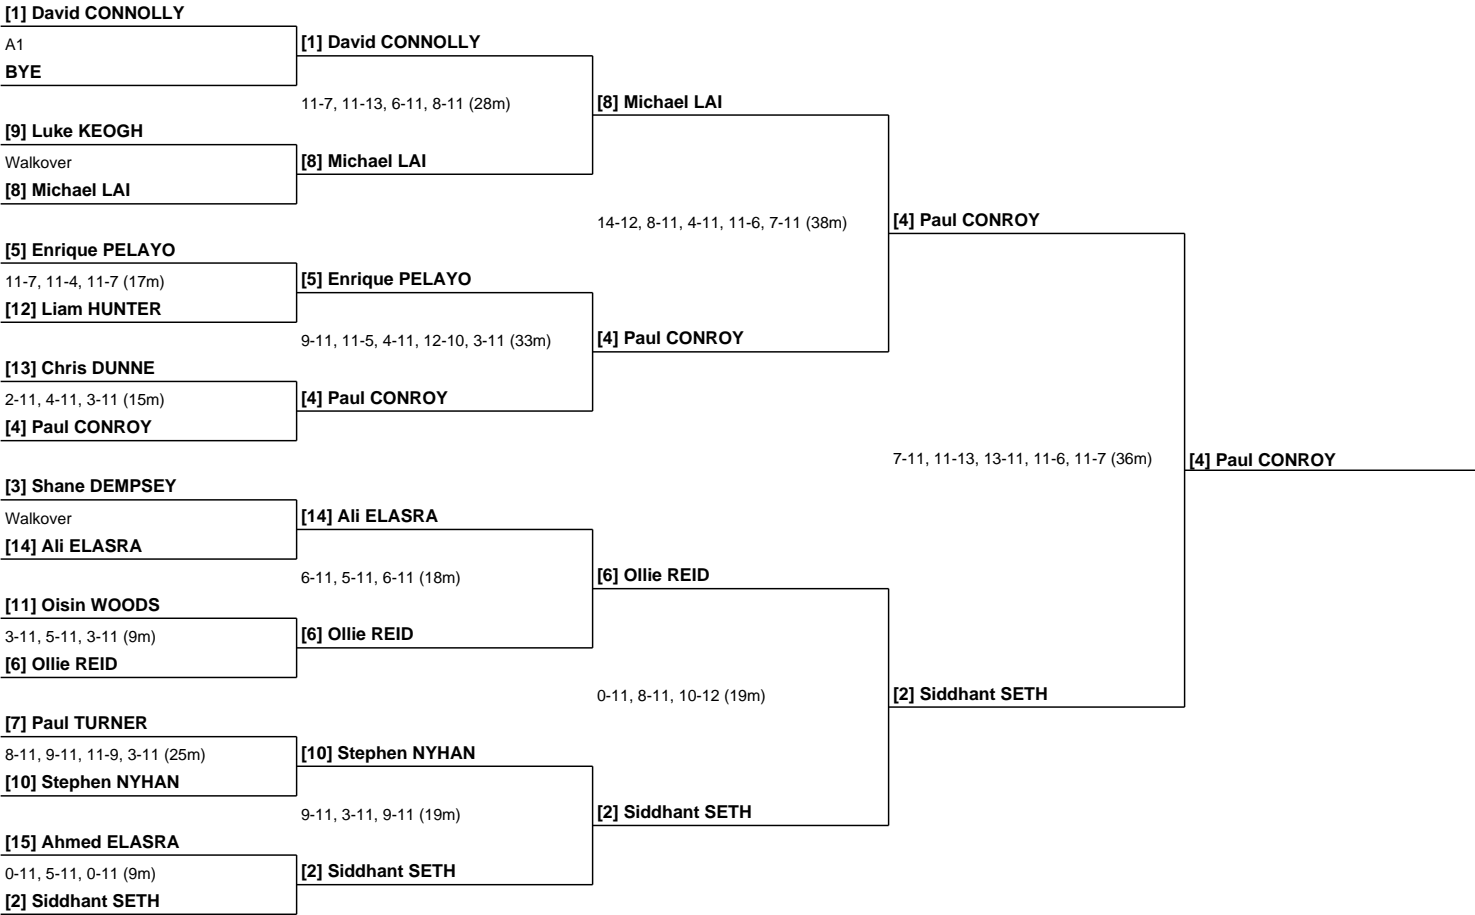 [1] David CONNOLLY
A1
BYE
[1] David CONNOLLY
11-7, 11-13, 6-11, 8-11 (28m)
[9] Luke KEOGH
Walkover
[8] Michael LAI
[8] Michael LAI
[8] Michael LAI
14-12, 8-11, 4-11, 11-6, 7-11 (38m)
[5] Enrique PELAYO
11-7, 11-4, 11-7 (17m)
[12] Liam HUNTER
[5] Enrique PELAYO
9-11, 11-5, 4-11, 12-10, 3-11 (33m)
[13] Chris DUNNE
2-11, 4-11, 3-11 (15m)
[4] Paul CONROY
[4] Paul CONROY
[4] Paul CONROY
[4] Paul CONROY
7-11, 11-13, 13-11, 11-6, 11-7 (36m)
[4] Paul CONROY
[3] Shane DEMPSEY
Walkover
[14] Ali ELASRA
[14] Ali ELASRA
6-11, 5-11, 6-11 (18m)
[11] Oisin WOODS
3-11, 5-11, 3-11 (9m)
[6] Ollie REID
[6] Ollie REID
[6] Ollie REID
0-11, 8-11, 10-12 (19m)
[2] Siddhant SETH
[7] Paul TURNER
8-11, 9-11, 11-9, 3-11 (25m)
[10] Stephen NYHAN
[10] Stephen NYHAN
9-11, 3-11, 9-11 (19m)
[2] Siddhant SETH
[15] Ahmed ELASRA
0-11, 5-11, 0-11 (9m)
[2] Siddhant SETH
[2] Siddhant SETH